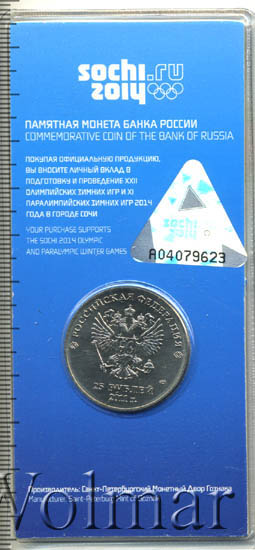 sochi.ru
2014
ПАМЯТНАЯ МОНЕТА БАНКА РОССИИ
COMMEMORATIVE COIN OF THE BANK OF RUSSIA
ПОКУПАЯ ОФИЦИАЛЬНУЮ ПРОДУКЦИЮ,
ВЫ ВНОСИТЕ ЛИЧНЫЙ ВКЛАД В
ПОДГОТОВКУ И ПРОВЕДЕНИЕ XXII
ОЛИМПИЙСКИХ ЗИМНИХ ИГР И XI
ПАРАЛИМПИЙСКИХ ЗИМНИХ ИГР 2014
ГОДА В ГОРОДЕ СОЧИ
YOUR PURCHASE SUPPORTS
THE SOCHI 2014 OLYMPIC
AND PARALYMPIC WINTER GAMES
sochi
2014
A04079623
РОССИЙСКАЯ ФЕДЕРАЦИЯ
25 РУБЛЕЙ
Производитель: Санкт-Петербургский Монетный Двор Гознака
Manufacturer: Saint-Petersburg Mint of Goznak
Wolmar